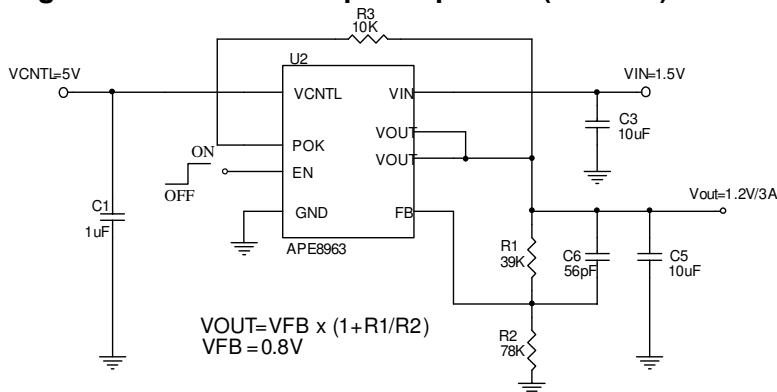 R3
10K
U2
VCNTL=5V
VIN=1.5V
VCNTL
VIN
C3
10uF
VOUT
POK
VOUT
ON
EN
OFF
Vout=1.2V/3A
C1
1uF
GND
FB
APE8963
R1
39K
C6
56pF
C5
10uF
VOUT=VFB x (1+R1/R2)
VFB =0.8V
R2
78K